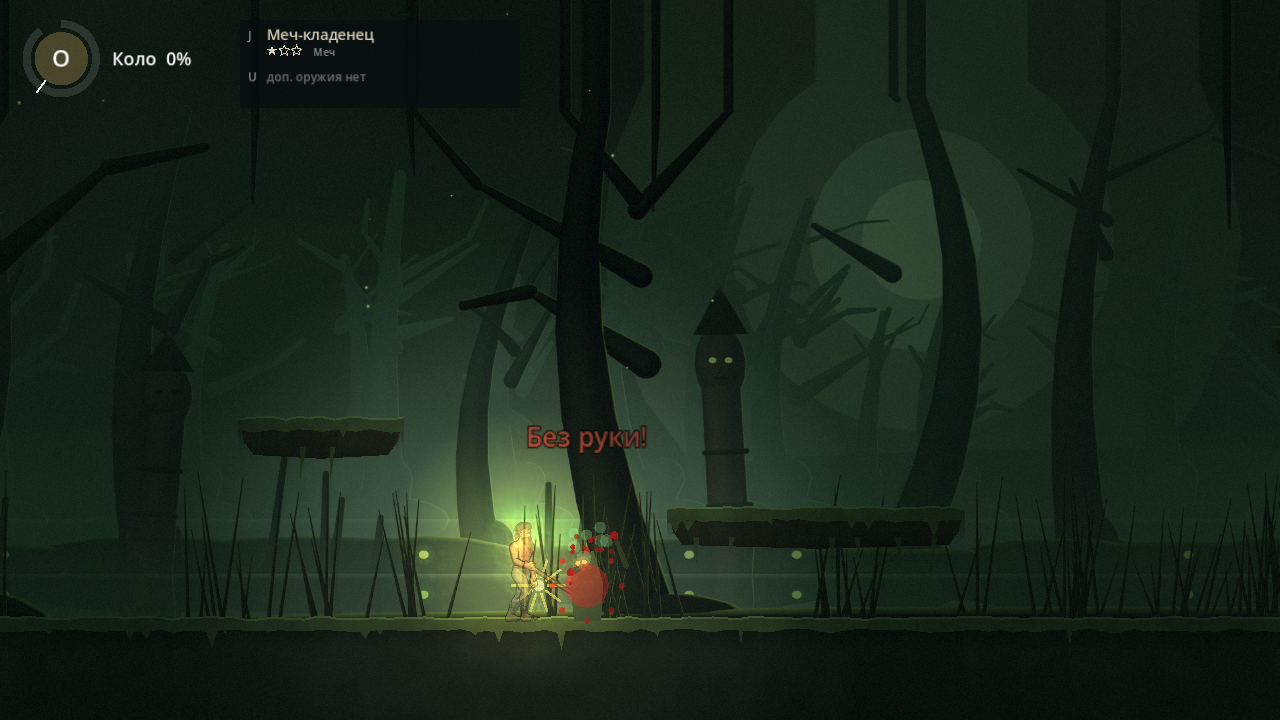 О
Коло 0%
J Меч-кладенец
★☆☆ Меч
U доп. оружия нет
Без руки!